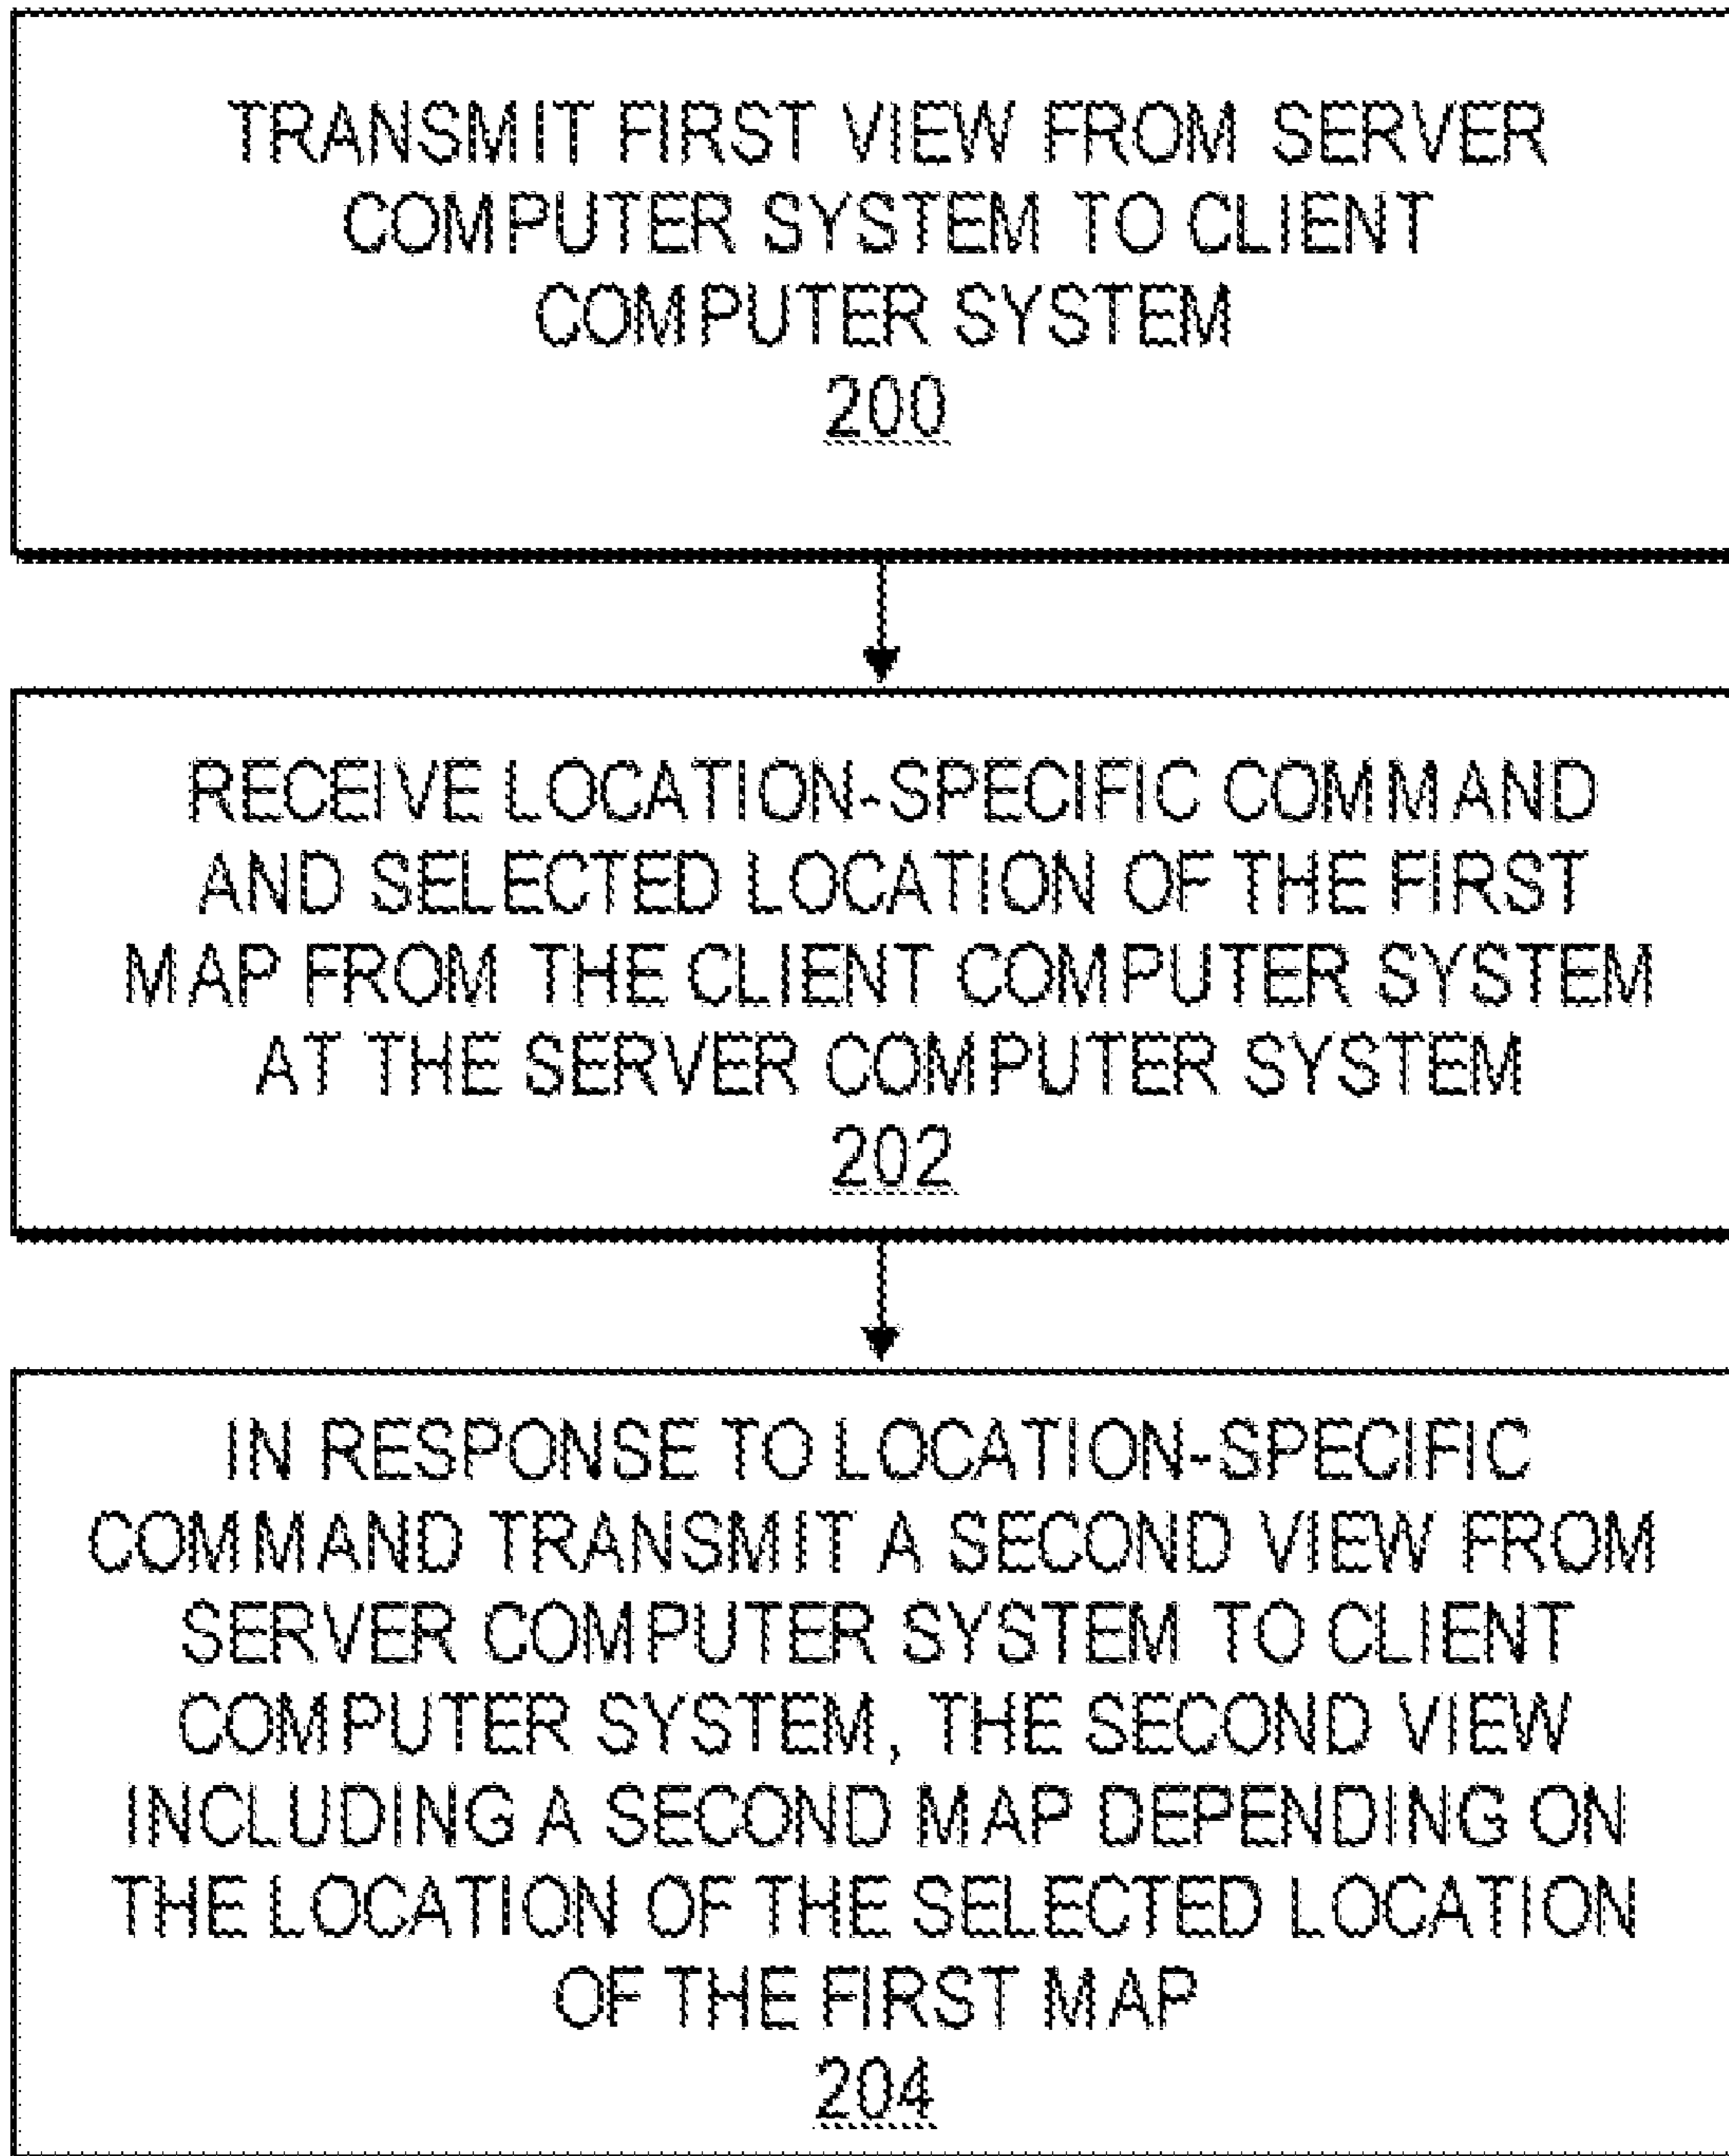 TRANSMIT FIRST VIEW FROM SERVER
COMPUTER SYSTEM TO CLIENT
COMPUTER SYSTEM
200
RECEIVE LOCATION-SPECIFIC COMMAND
AND SELECTED LOCATION OF THE FIRST
MAP FROM THE CLIENT COMPUTER SYSTEM
AT THE SERVER COMPUTER SYSTEM
202
IN RESPONSE TO LOCATION-SPECIFIC
COMMAND TRANSMIT A SECOND VIEW FROM
SERVER COMPUTER SYSTEM TO CLIENT
COMPUTER SYSTEM, THE SECOND VIEW
INCLUDING A SECOND MAP DEPENDING ON
THE LOCATION OF THE SELECTED LOCATION
OF THE FIRST MAP
204